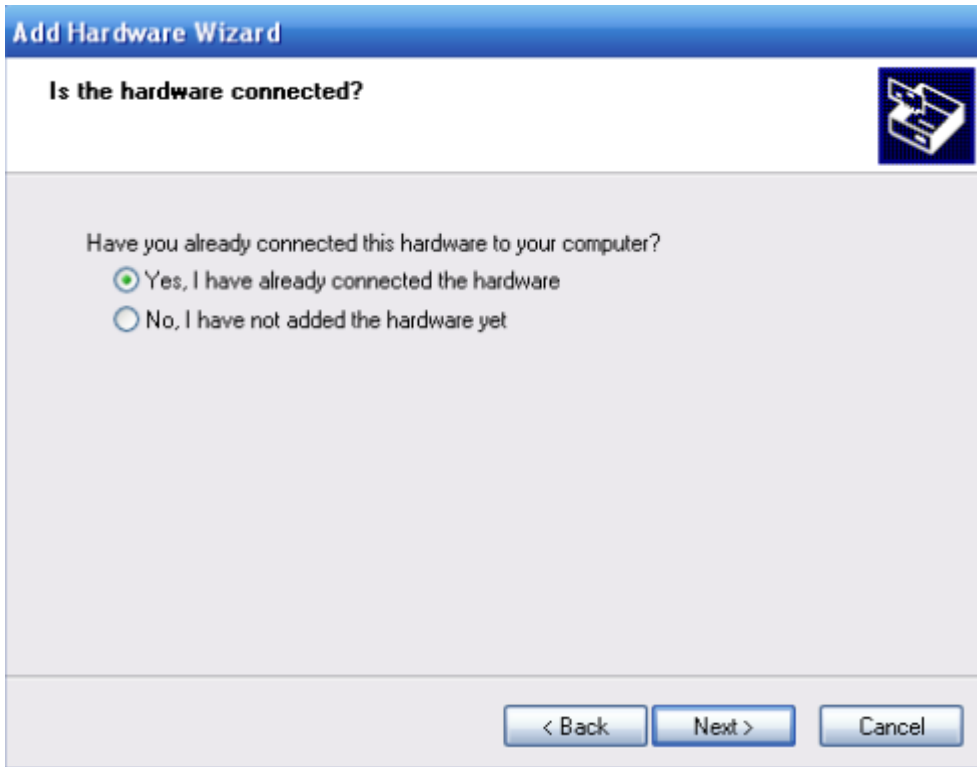 Add Hardware Wizard
Is the hardware connected?
Have you already connected this hardware to your computer?
Yes, I have already connected the hardware
No, I have not added the hardware yet
< Back Next > Cancel